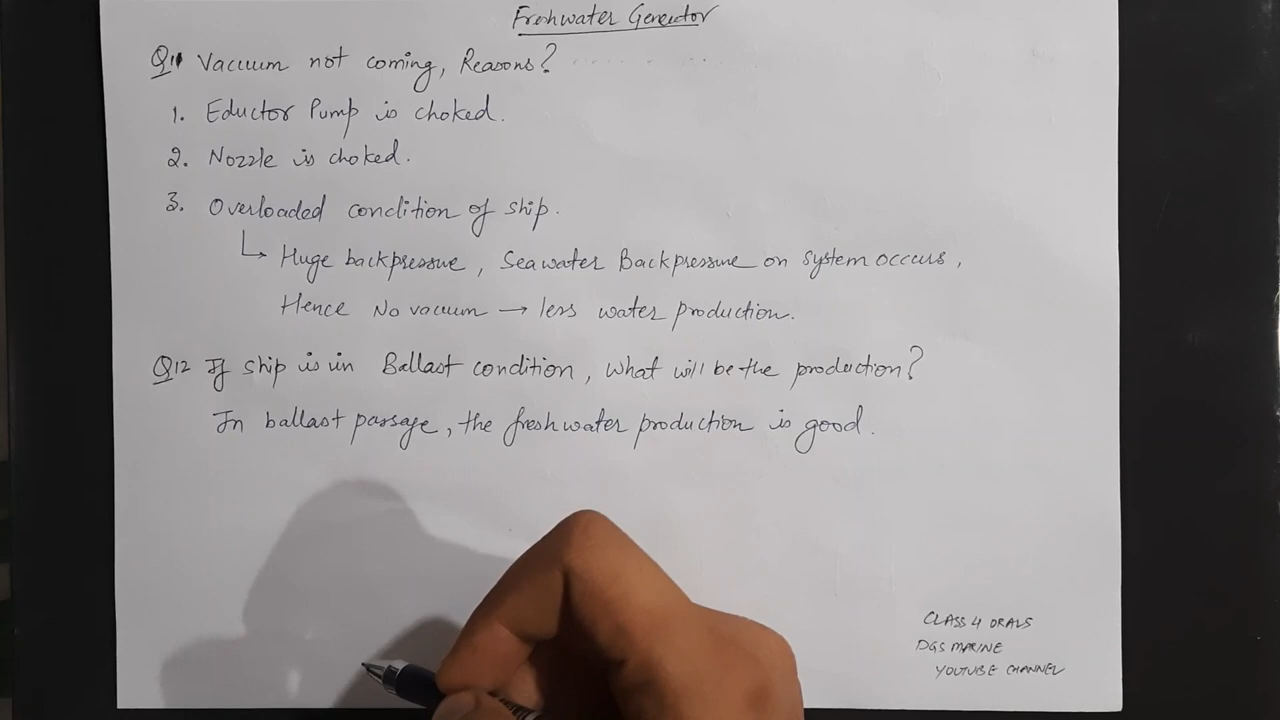 Freshwater Generator
Q11 Vacuum not coming, Reasons?
1. Eductor Pump is choked.
2. Nozzle is choked.
3. Overloaded condition of ship.
↳ Huge backpressure, Seawater Backpressure on system occurs,
Hence No vacuum → less water production.
Q12 If ship is in Ballast condition, what will be the production?
In ballast passage, the freshwater production is good.
CLASS 4 ORALS
DGS MARINE
YOUTUBE CHANNEL